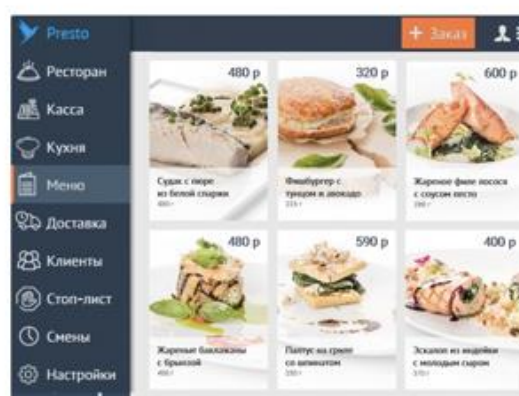 Presto
+ Заказ
Ресторан
Касса
Кухня
Меню
Доставка
Клиенты
Стоп-лист
Смены
Настройки
480 р
Судак с пюре
из белой спаржи
320 р
Фишбургер с
тунцом и авокадо
600 р
Жареное филе лосося
с соусом песто
480 р
Жареные баклажаны
с брынзой
590 р
Палтус на гриле
со шпинатом
400 р
Эскалоп из индейки
с молодым сыром